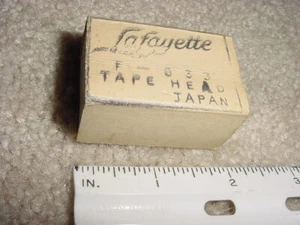 Lafayette
F-633
TAPE HEAD
JAPAN
IN. 1 2 3